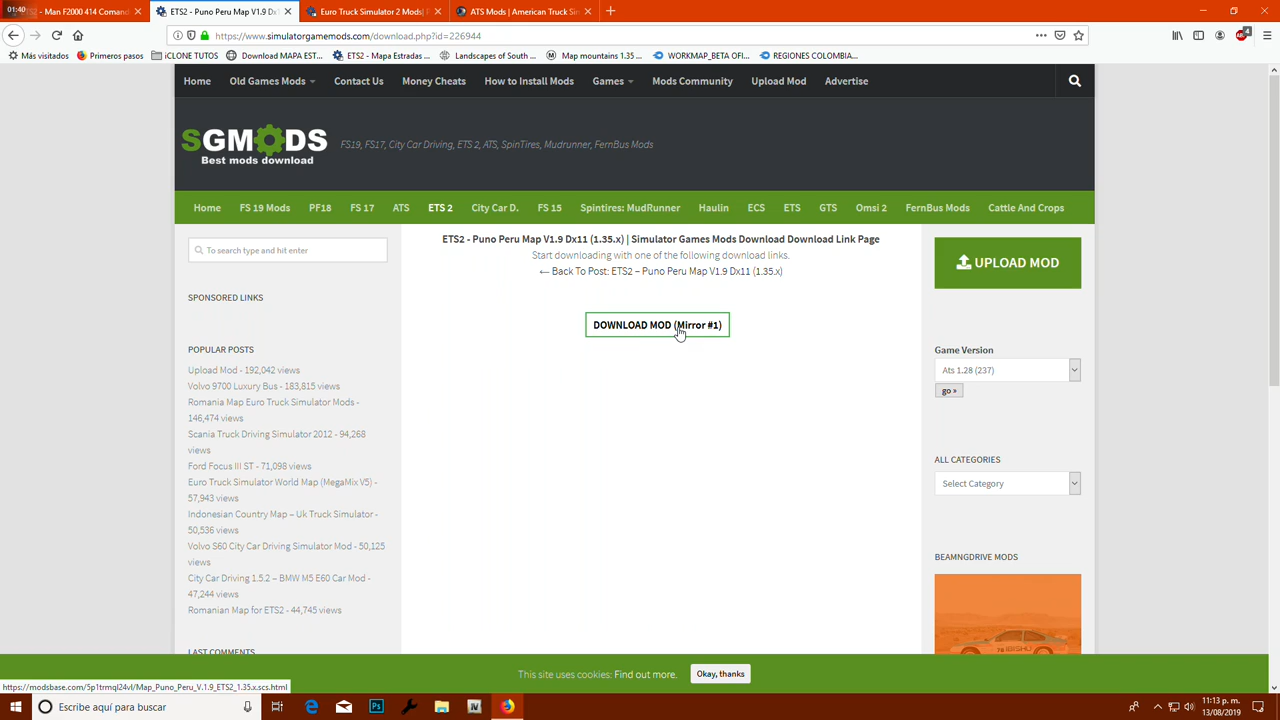 01:40
- Man F2000 414 Comand
ETS2 - Puno Peru Map V1.9 Dx1
Euro Truck Simulator 2 Mods|
ATS Mods | American Truck Sim
https://www.simulatorgamemods.com/download.php?id=226944
Más visitados
Primeros pasos
iCLONE TUTOS
Download MAPA EST...
ETS2 - Mapa Estradas ...
Landscapes of South ...
Map mountains 1.35 ...
WORKMAP_BETA OFI...
REGIONES COLOMBIA...
Home Old Games Mods Contact Us Money Cheats How to Install Mods Games Mods Community Upload Mod Advertise
SGMODS
Best mods download
FS19, FS17, City Car Driving, ETS 2, ATS, SpinTires, Mudrunner, FernBus Mods
Home FS 19 Mods PF18 FS 17 ATS ETS 2 City Car D. FS 15 Spintires: MudRunner Haulin ECS ETS GTS Omsi 2 FernBus Mods Cattle And Crops
To search type and hit enter
SPONSORED LINKS
POPULAR POSTS
Upload Mod - 192,042 views
Volvo 9700 Luxury Bus - 183,815 views
Romania Map Euro Truck Simulator Mods -
146,474 views
Scania Truck Driving Simulator 2012 - 94,268
views
Ford Focus III ST - 71,098 views
Euro Truck Simulator World Map (MegaMix V5) -
57,943 views
Indonesian Country Map – Uk Truck Simulator -
50,536 views
Volvo S60 City Car Driving Simulator Mod - 50,125
views
City Car Driving 1.5.2 – BMW M5 E60 Car Mod -
47,244 views
Romanian Map for ETS2 - 44,745 views
LAST COMMENTS
ETS2 - Puno Peru Map V1.9 Dx11 (1.35.x) | Simulator Games Mods Download Download Link Page
Start downloading with one of the following download links.
← Back To Post: ETS2 – Puno Peru Map V1.9 Dx11 (1.35.x)
DOWNLOAD MOD (Mirror #1)
UPLOAD MOD
Game Version
Ats 1.28 (237)
go »
ALL CATEGORIES
Select Category
BEAMNGDRIVE MODS
This site uses cookies: Find out more.
Okay, thanks
https://modsbase.com/5p1trmql24vl/Map_Puno_Peru_V.1.9_ETS2_1.35.x.scs.html
Escribe aquí para buscar
11:13 p. m.
13/08/2019